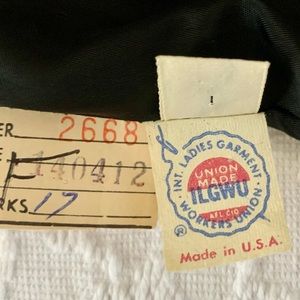 ER 2668
E 140412
F
RKS. 17
INT. LADIES GARMENT
WORKERS UNION
UNION
MADE
ILGWU
AFL CIO
®
Made in U.S.A.